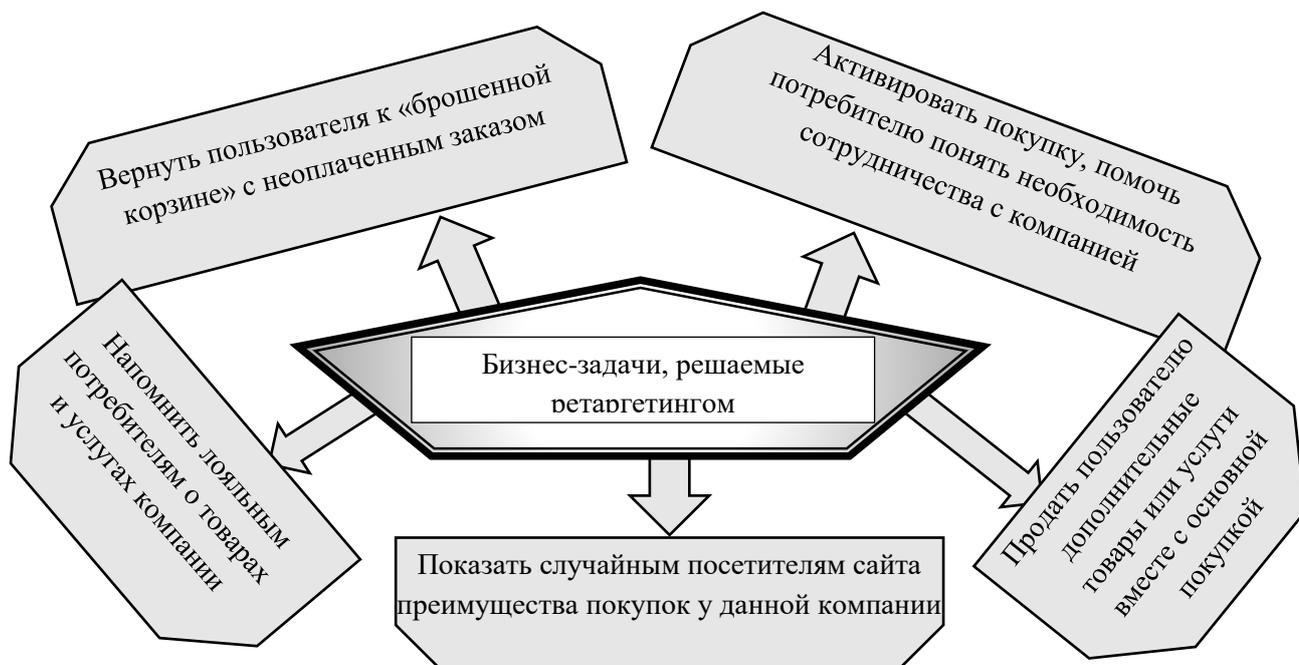 Вернуть пользователя к «брошенной
корзине» с неоплаченным заказом
Активировать покупку, помочь
потребителю понять необходимость
сотрудничества с компанией
Бизнес-задачи, решаемые
ретаргетингом
Напомнить лояльным
потребителям о товарах
и услугах компании
Продать пользователю
дополнительные
товары или услуги
вместе с основной
покупкой
Показать случайным посетителям сайта
преимущества покупок у данной компании